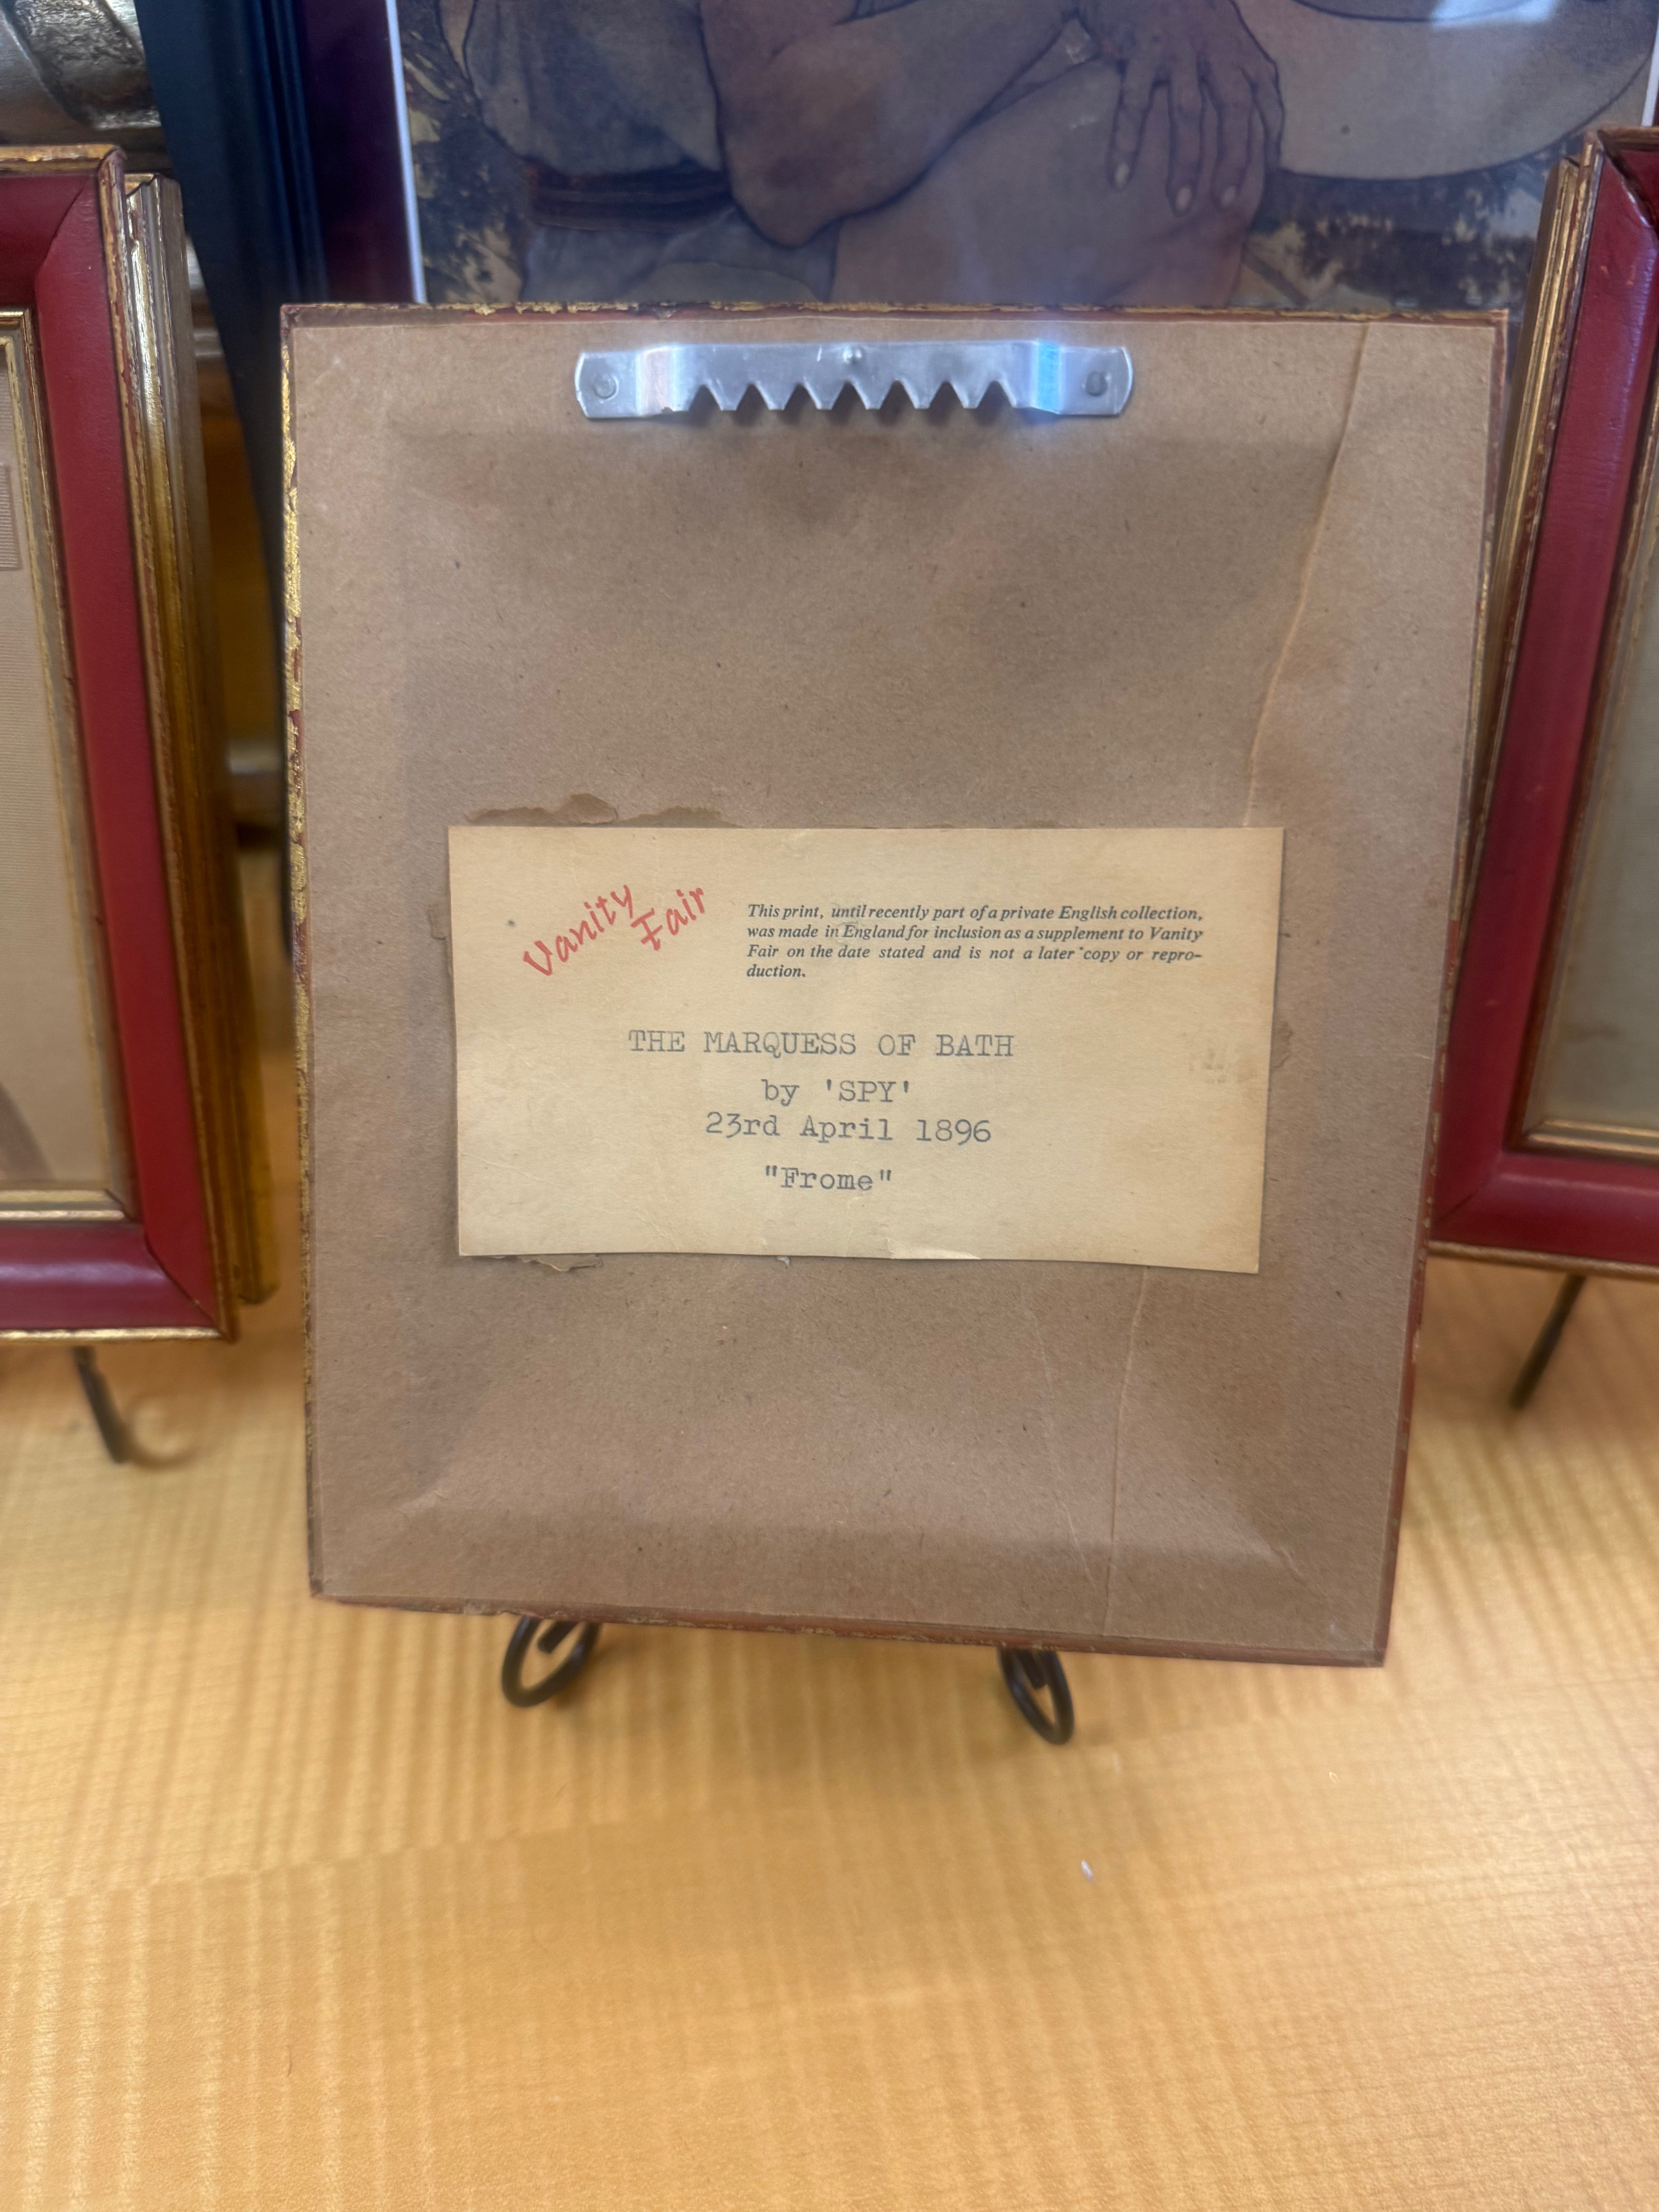 Vanity
Fair
This print, until recently part of a private English collection,
was made in England for inclusion as a supplement to Vanity
Fair on the date stated and is not a later copy or repro-
duction.
THE MARQUESS OF BATH
by 'SPY'
23rd April 1896
"Frome"